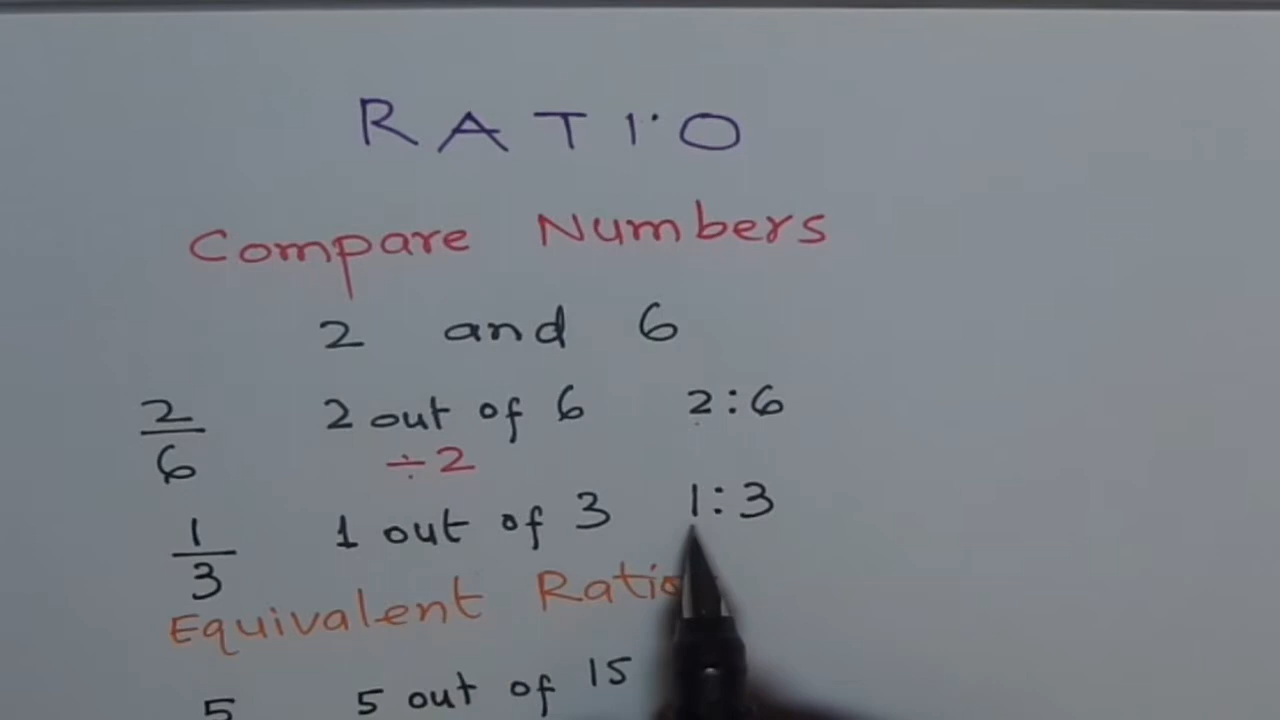 RATIO
Compare Numbers
2 and 6
2/6 2 out of 6 2:6
÷2
1/3 1 out of 3 1:3
Equivalent
5 5 out of 15